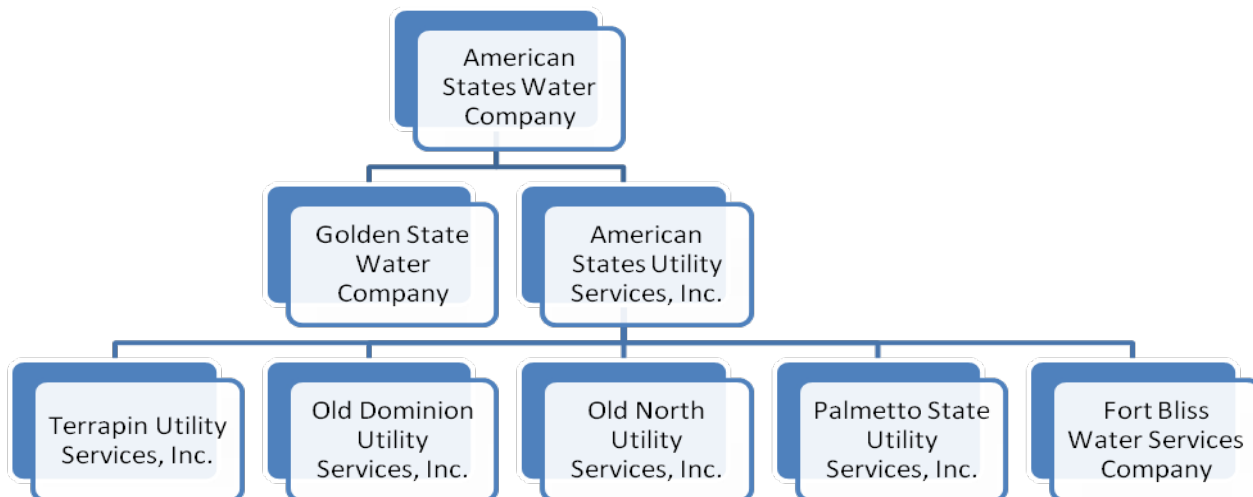 American
States Water
Company
Golden State
Water
Company
American
States Utility
Services, Inc.
Terrapin Utility
Services, Inc.
Old Dominion
Utility
Services, Inc.
Old North
Utility
Services, Inc.
Palmetto State
Utility
Services, Inc.
Fort Bliss
Water Services
Company